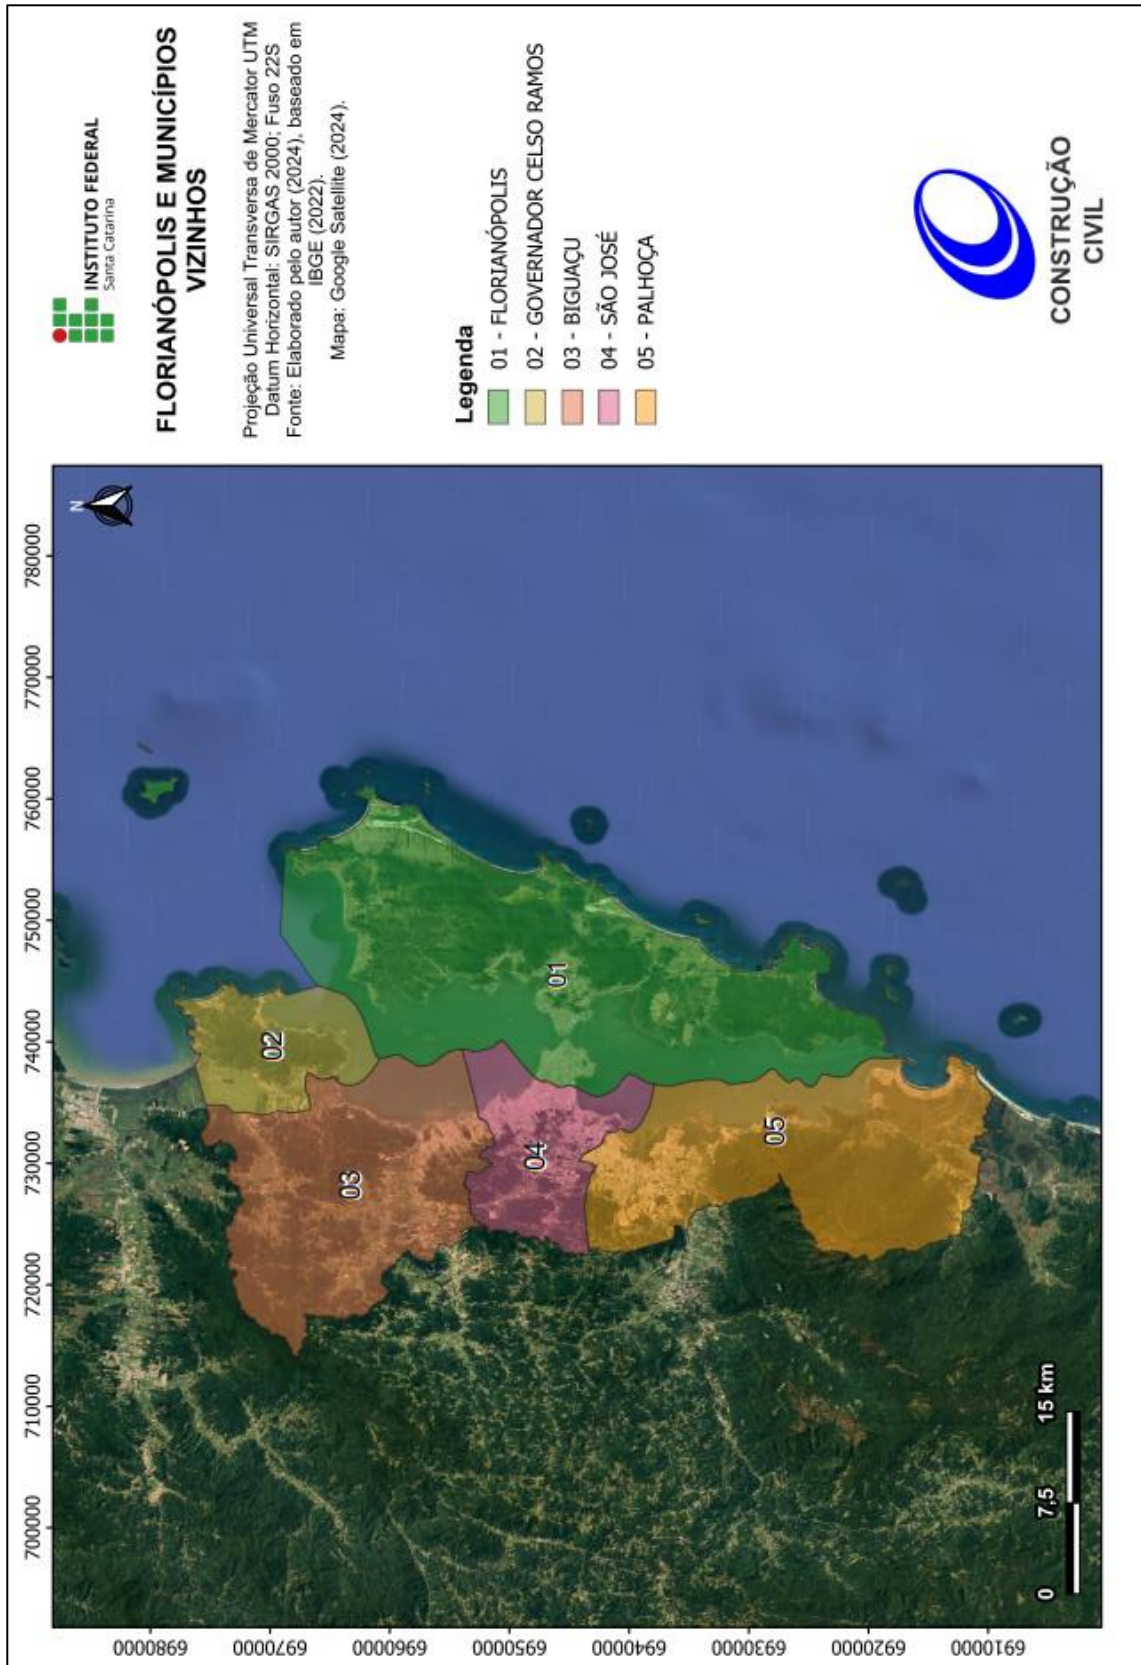 INSTITUTO FEDERAL
Santa Catarina
FLORIANÓPOLIS E MUNICÍPIOS
VIZINHOS
Projeção Universal Transversa de Mercator UTM
Datum Horizontal: SIRGAS 2000; Fuso 22S
Fonte: Elaborado pelo autor (2024), baseado em
IBGE (2022).
Mapa: Google Satellite (2024).
Legenda
01 - FLORIANÓPOLIS
02 - GOVERNADOR CELSO RAMOS
03 - BIGUAÇU
04 - SÃO JOSÉ
05 - PALHOÇA
CONSTRUÇÃO
CIVIL
700000 710000 720000 730000 740000 750000 760000 770000 780000
N
6980000
6970000
6960000
6950000
6940000
6930000
6920000
6910000
02
03
01
04
05
0 7,5 15 km